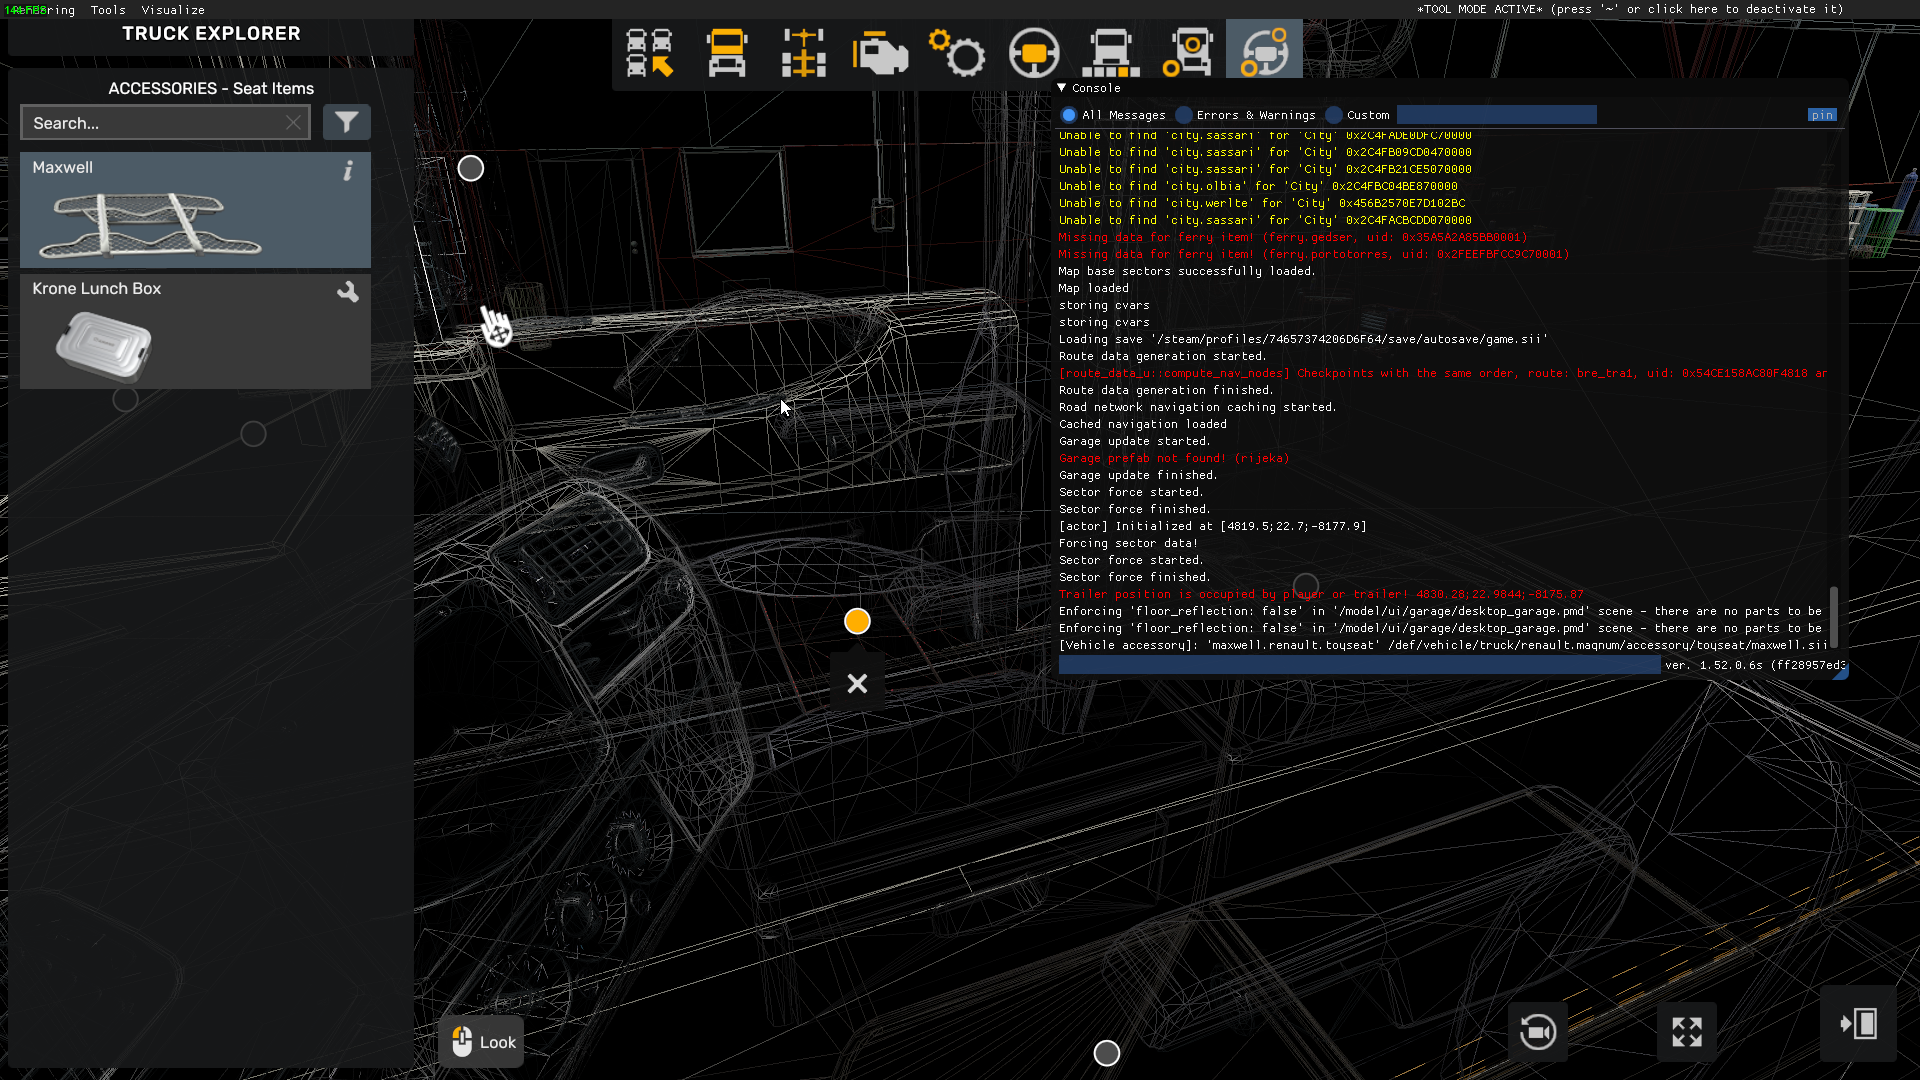 Tools
Visualize
*TOOL MODE ACTIVE* (press '~' or click here to deactivate it)
TRUCK EXPLORER
ACCESSORIES - Seat Items
Search...
Maxwell
Krone Lunch Box
Look
Console
All Messages
Errors & Warnings
Custom
pin
Unable to find 'city.sassari' for 'City' 0x2C4FADE0DFC70000
Unable to find 'city.sassari' for 'City' 0x2C4FB09CD0470000
Unable to find 'city.sassari' for 'City' 0x2C4FB21CE5070000
Unable to find 'city.olbia' for 'City' 0x2C4FBC04BE870000
Unable to find 'city.werlte' for 'City' 0x456B2570E7D102BC
Unable to find 'city.sassari' for 'City' 0x2C4FACBCDD070000
Missing data for ferry item! (ferry.gedser, uid: 0x35A5A2A85BB0001)
Missing data for ferry item! (ferry.portotorres, uid: 0x2FEEFBFCC9C70001)
Map base sectors successfully loaded.
Map loaded
storing cvars
storing cvars
Loading save '/steam/profiles/74657374206D6F64/save/autosave/game.sii'
Route data generation started.
[route_data_u::compute_nav_nodes] Checkpoints with the same order, route: bre_tra1, uid: 0x54CE158AC80F4818 ar
Route data generation finished.
Road network navigation caching started.
Cached navigation loaded
Garage update started.
Garage prefab not found! (rijeka)
Garage update finished.
Sector force started.
Sector force finished.
[actor] Initialized at [4819.5;22.7;-8177.9]
Forcing sector data!
Sector force started.
Sector force finished.
Trailer position is occupied by player or trailer! 4830.28;22.9844;-8175.87
Enforcing 'floor_reflection: false' in '/model/ui/garage/desktop_garage.pmd' scene - there are no parts to be
Enforcing 'floor_reflection: false' in '/model/ui/garage/desktop_garage.pmd' scene - there are no parts to be
[Vehicle accessory]: 'maxwell.renault.toyseat' /def/vehicle/truck/renault.magnum/accessory/toyseat/maxwell.sii
ver. 1.52.0.6s (ff28957ed3